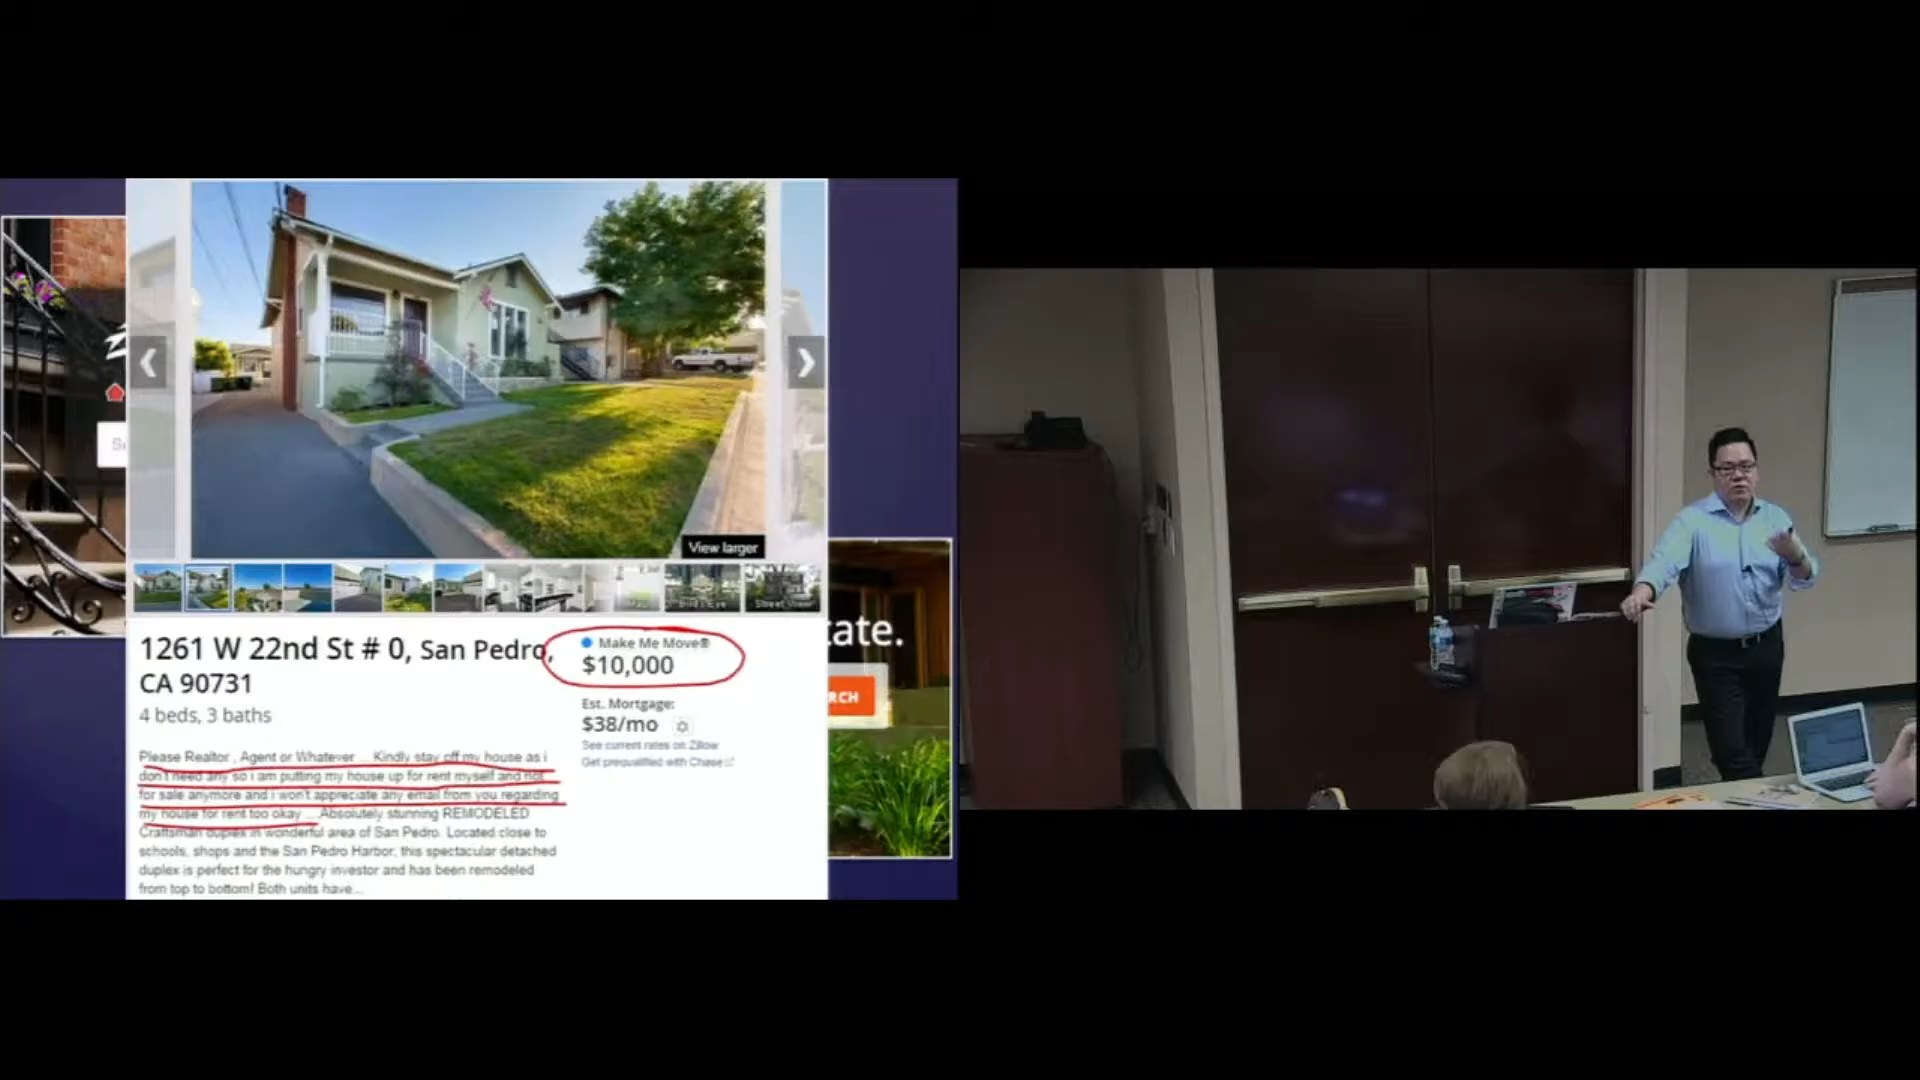 View larger
Bird's Eye
Street View
1261 W 22nd St # 0, San Pedro,
CA 90731
4 beds, 3 baths
Make Me Move®
$10,000
Est. Mortgage:
$38/mo
See current rates on Zillow
Get prequalified with Chase
Please Realtor , Agent or Whatever ... Kindly stay off my house as i
don't need any so i am putting my house up for rent myself and not
for sale anymore and i won't appreciate any email from you regarding
my house for rent too okay ... Absolutely stunning REMODELED
Craftsman duplex in wonderful area of San Pedro. Located close to
schools, shops and the San Pedro Harbor, this spectacular detached
duplex is perfect for the hungry investor and has been remodeled
from top to bottom! Both units have...
tate.
RCH